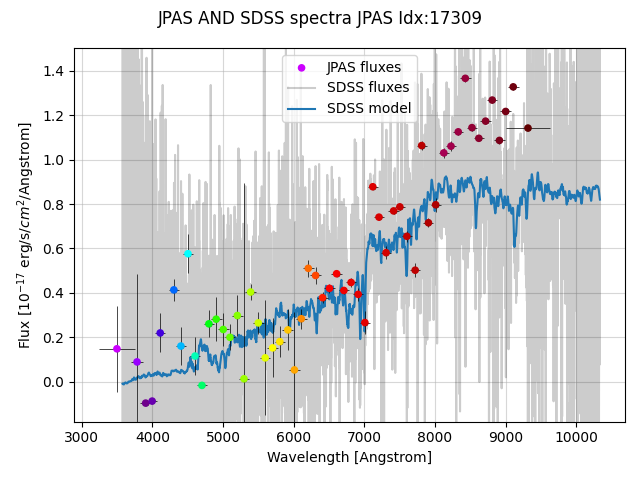 JPAS AND SDSS spectra JPAS Idx:17309
JPAS fluxes
SDSS fluxes
SDSS model
1.4
1.2
1.0
0.8
0.6
0.4
0.2
0.0
Flux [10⁻¹⁷ erg/s/cm²/Angstrom]
3000 4000 5000 6000 7000 8000 9000 10000
Wavelength [Angstrom]